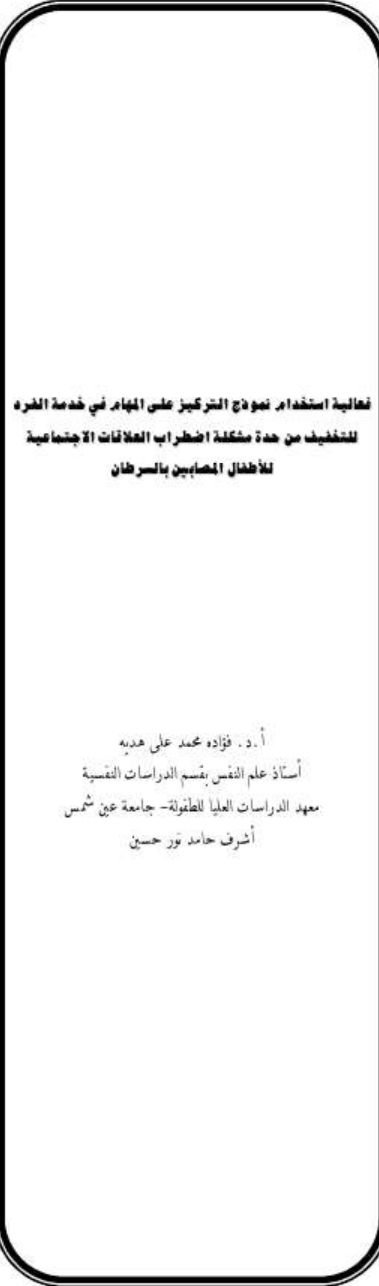 فعالية استخدام نموذج التركيز على المهام في خدمة الفرد
للتخفيف من حدة مشكلة اضطراب العلاقات الاجتماعية
للأطفال المصابين بالسرطان
أ.د. فؤاده محمد على هديه
أستاذ علم النفس بقسم الدراسات النفسية
معهد الدراسات العليا للطفولة- جامعة عين شمس
أشرف حامد نور حسين